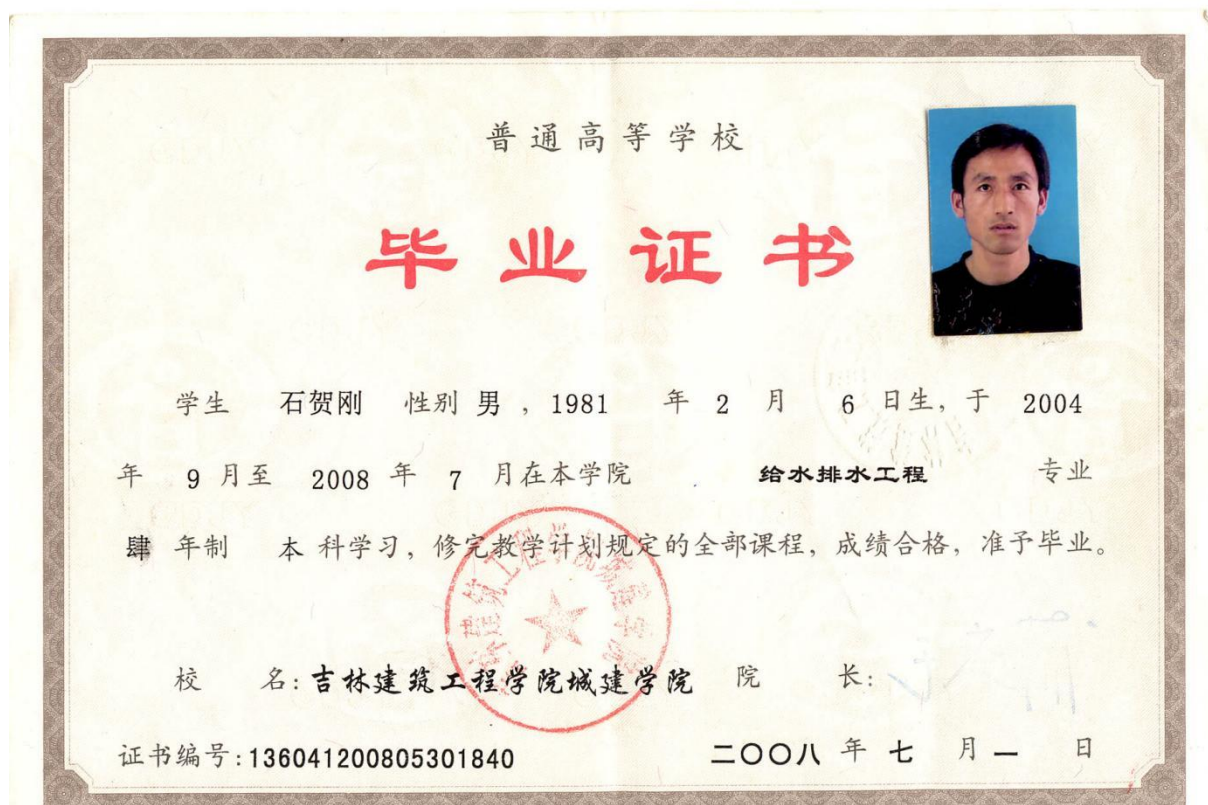 普通高等学校
毕业证书
学生 石贺刚 性别 男 ，1981 年 2 月 6 日生，于 2004
年 9 月至 2008 年 7 月在本学院 给水排水工程 专业
肆 年制 本 科学习，修完教学计划规定的全部课程，成绩合格，准予毕业。
校 名：吉林建筑工程学院城建学院 院 长：
证书编号：136041200805301840 二〇〇八 年 七 月 一 日